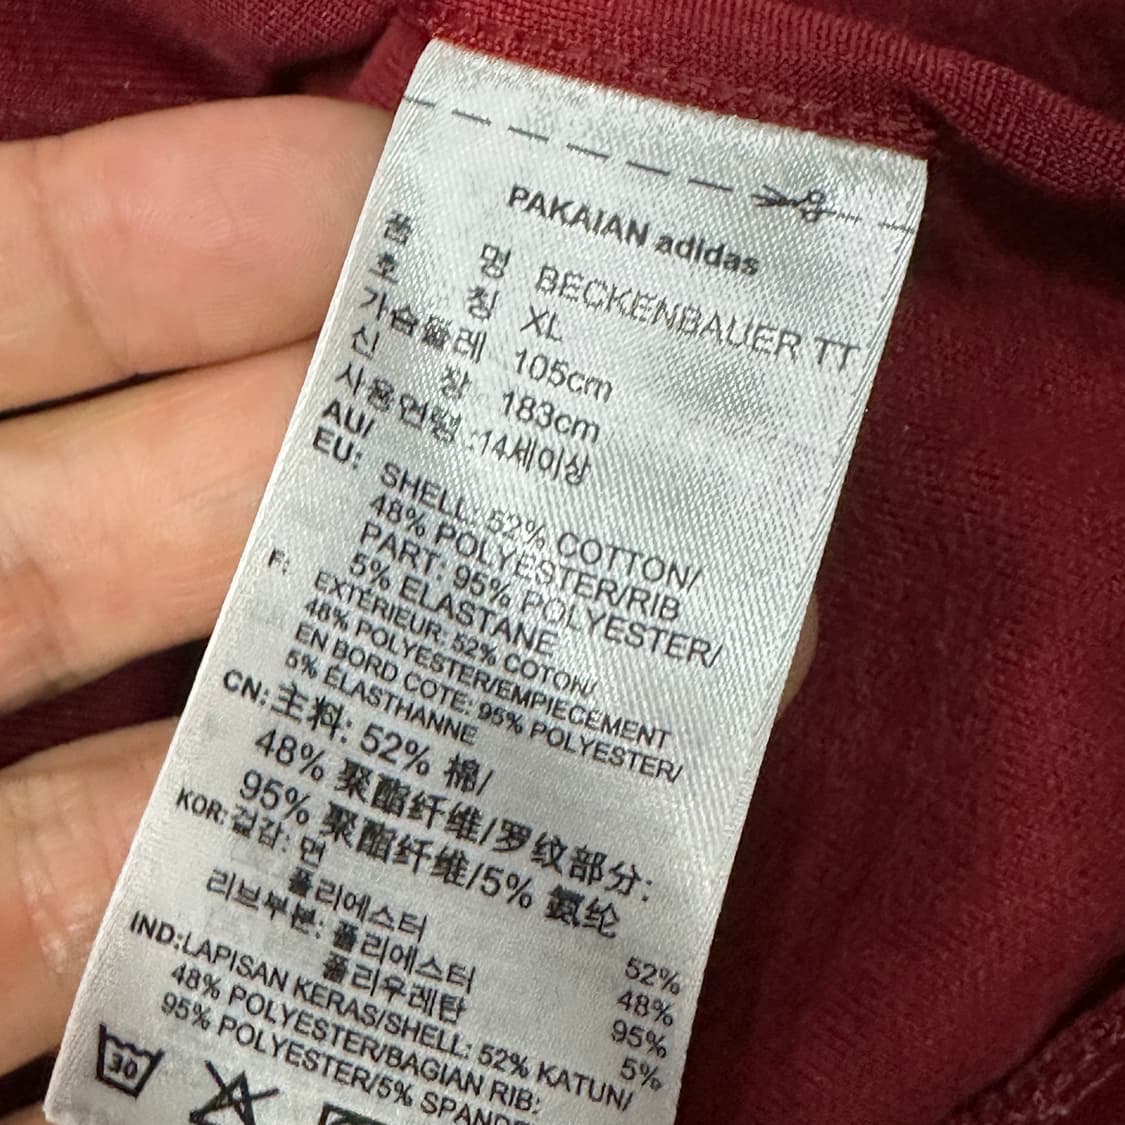 PAKAIAN adidas
품 명 BECKENBAUER TT
호 칭 XL
가슴둘레 105cm
신 장 183cm
사용연령 :14세이상
AU/
EU: SHELL: 52% COTTON/
48% POLYESTER/RIB
PART: 95% POLYESTER/
5% ELASTANE
F: EXTÉRIEUR: 52% COTON/
48% POLYESTER/EMPIECEMENT
EN BORD COTE: 95% POLYESTER/
5% ELASTHANNE
CN: 主料: 52% 棉/
48% 聚酯纤维/罗纹部分:
95% 聚酯纤维/5% 氨纶
KOR: 겉감: 면 52%
폴리에스터 48%
리브부분: 폴리에스터 95%
폴리우레탄 5%
IND: LAPISAN KERAS/SHELL: 52% KATUN/
48% POLYESTER/BAGIAN RIB:
95% POLYESTER/5% SPANDE
30